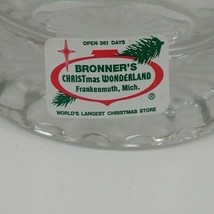 OPEN 361 DAYS
BRONNER'S
CHRISTmas WONDERLAND
Frankenmuth, Mich.
®
WORLD'S LARGEST CHRISTMAS STORE